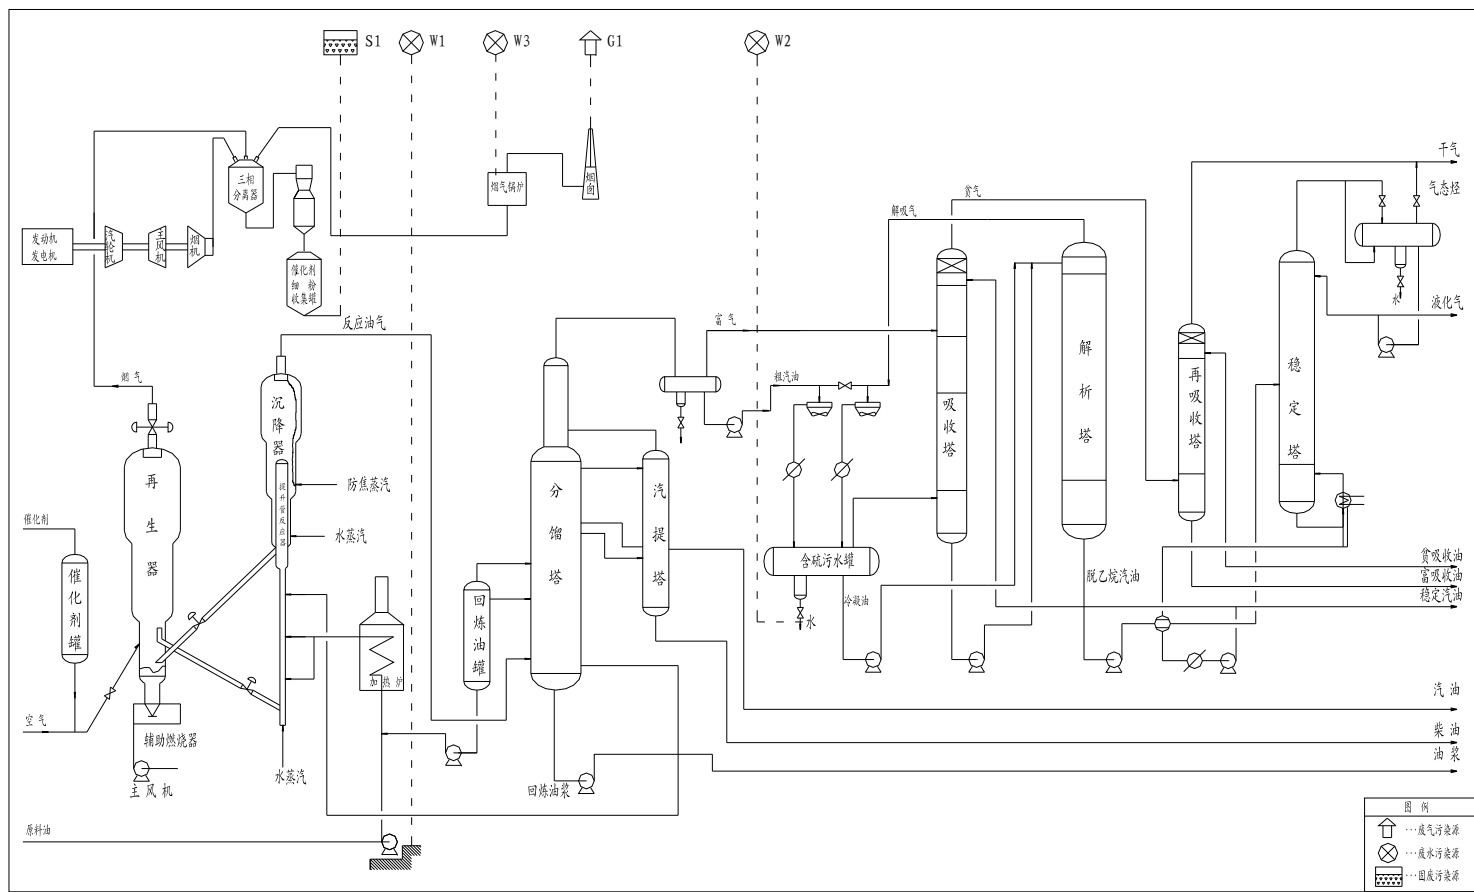 S1
W1
W3
G1
W2
三相
分离器
烟气锅炉
烟囱
干气
气态烃
贫气
解吸气
发动机
发电机
汽轮机
主风机
烟机
催化剂
细粉
收集罐
反应油气
富气
液化气
水
烟气
沉降器
粗汽油
解析塔
吸收塔
再吸收塔
稳定塔
再生器
提升管反应器
防焦蒸汽
分馏塔
汽提塔
催化剂
水蒸汽
含硫污水罐
脱乙烷汽油
贫吸收油
富吸收油
稳定汽油
催化剂罐
回炼油罐
冷凝油
水
加热炉
空气
汽油
柴油
油浆
辅助燃烧器
水蒸汽
主风机
回炼油浆
原料油
图例
···废气污染源
···废水污染源
···固废污染源